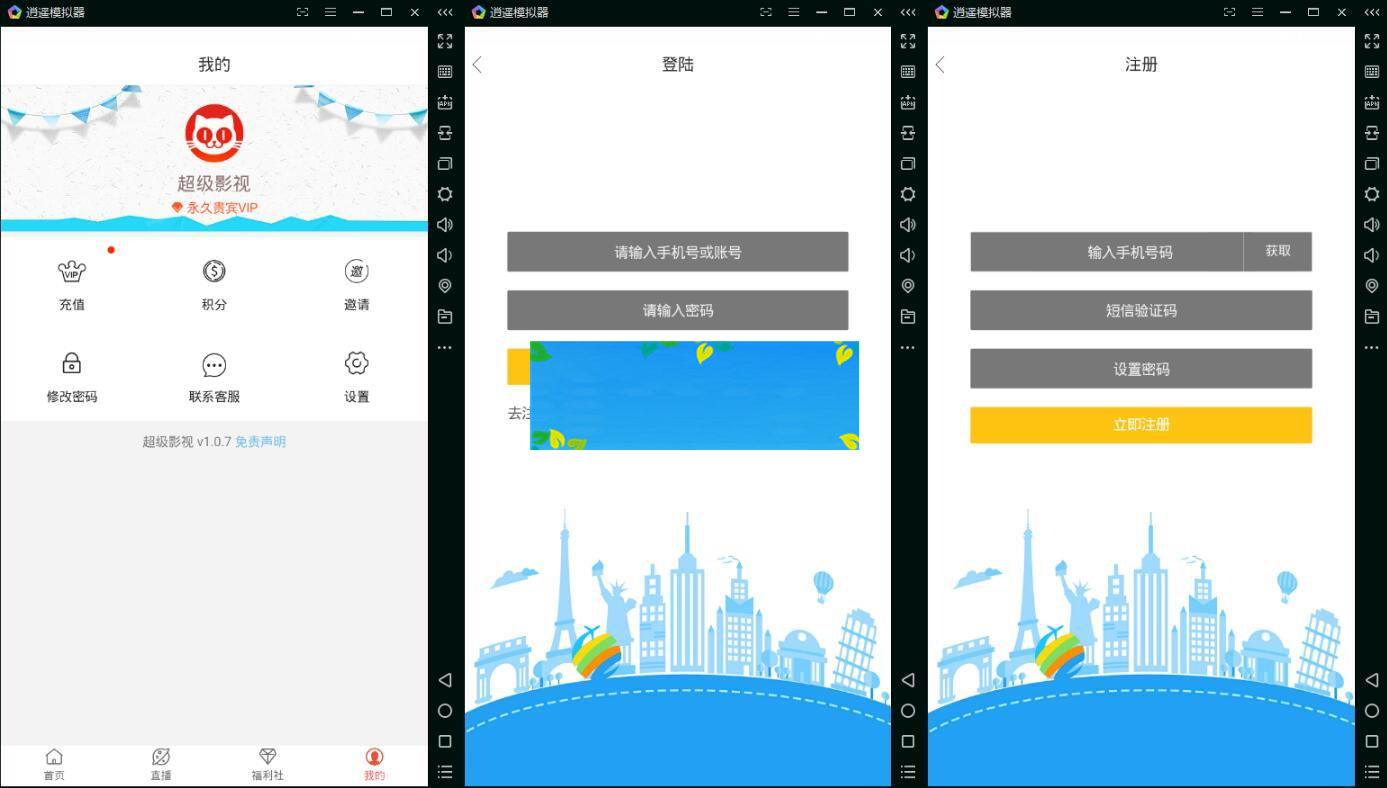 逍遥模拟器
我的
超级影视
永久贵宾VIP
VIP
$
邀
充值
积分
邀请
修改密码
联系客服
设置
超级影视 v1.0.7 免责声明
首页
直播
福利社
我的
逍遥模拟器
登陆
请输入手机号或账号
请输入密码
去注
逍遥模拟器
注册
输入手机号码
获取
短信验证码
设置密码
立即注册